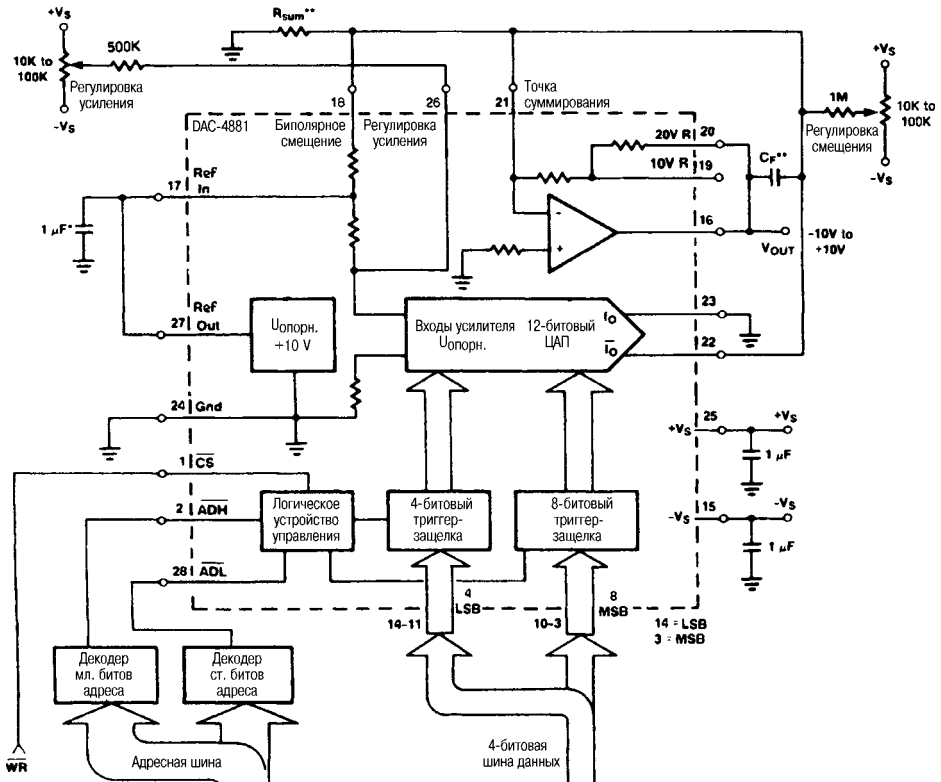 +Vs
Rsum**
500K
10K to
100K
Регулировка
усиления
-Vs
+Vs
1M
10K to
100K
Регулировка
смещения
-Vs
18
26
21
Точка
суммирования
DAC-4881
Биполярное
смещение
Регулировка
усиления
20V R
20
10V R
19
CF**
17
Ref
In
1 µF*
-
+
16
VOUT
-10V to
+10V
27
Ref
Out
Uопорн.
+10 V
Входы усилителя
Uопорн.
12-битовый
ЦАП
IO
IO
23
22
24
Gnd
+Vs
25
+Vs
1 µF
-Vs
15
-Vs
1 µF
1
CS
2
ADH
28
ADL
Логическое
устройство
управления
4-битовый
триггер-
защелка
8-битовый
триггер-
защелка
4
LSB
8
MSB
14-11
10-3
14 = LSB
3 = MSB
Декодер
мл. битов
адреса
Декодер
ст. битов
адреса
Адресная шина
4-битовая
шина данных
WR